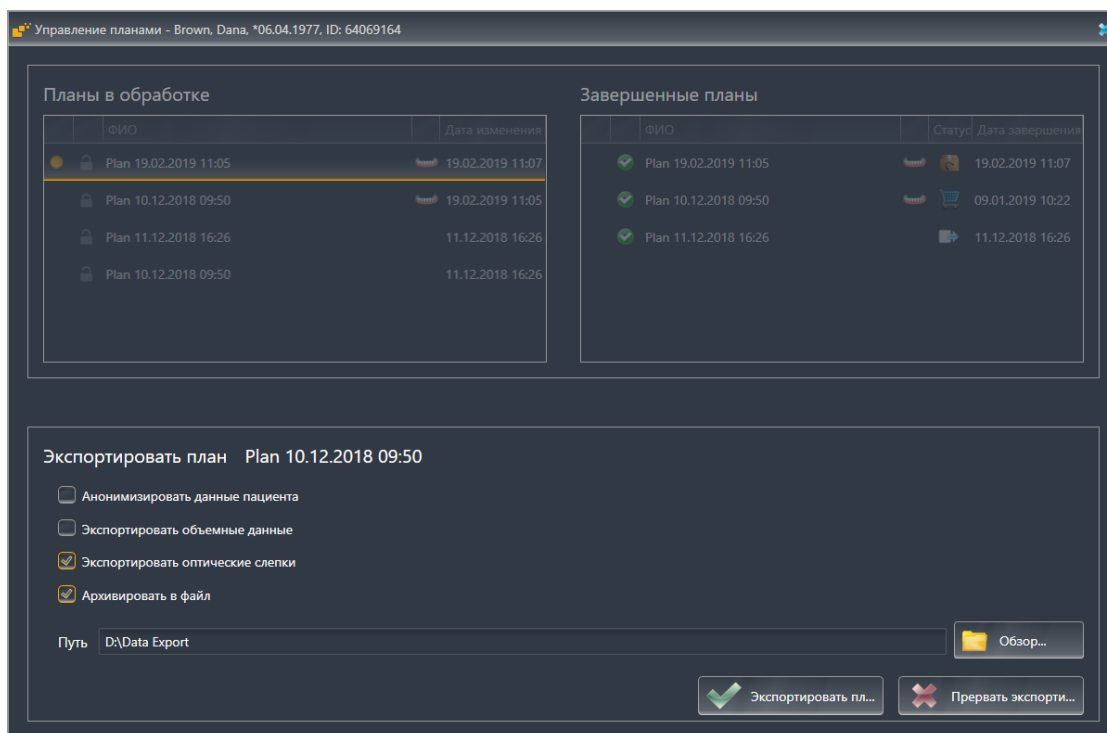 Управление планами - Brown, Dana, *06.04.1977, ID: 64069164
Планы в обработке
ФИО Дата изменения
Plan 19.02.2019 11:05 19.02.2019 11:07
Plan 10.12.2018 09:50 19.02.2019 11:05
Plan 11.12.2018 16:26 11.12.2018 16:26
Plan 10.12.2018 09:50 11.12.2018 16:26
Завершенные планы
ФИО Статус Дата завершения
Plan 19.02.2019 11:05 19.02.2019 11:07
Plan 10.12.2018 09:50 09.01.2019 10:22
Plan 11.12.2018 16:26 11.12.2018 16:26
Экспортировать план Plan 10.12.2018 09:50
Анонимизировать данные пациента
Экспортировать объемные данные
Экспортировать оптические слепки
Архивировать в файл
Путь D:\Data Export Обзор...
Экспортировать пл... Прервать экспорти...